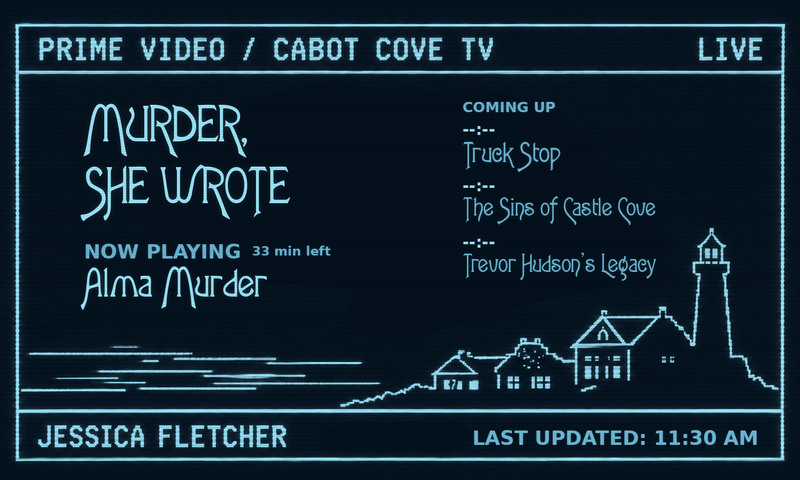 PRIME VIDEO / CABOT COVE TV
LIVE
MURDER,
SHE WROTE
NOW PLAYING 33 min left
Alma Murder
COMING UP
--:--
Truck Stop
--:--
The Sins of Castle Cove
--:--
Trevor Hudson's Legacy
JESSICA FLETCHER
LAST UPDATED: 11:30 AM